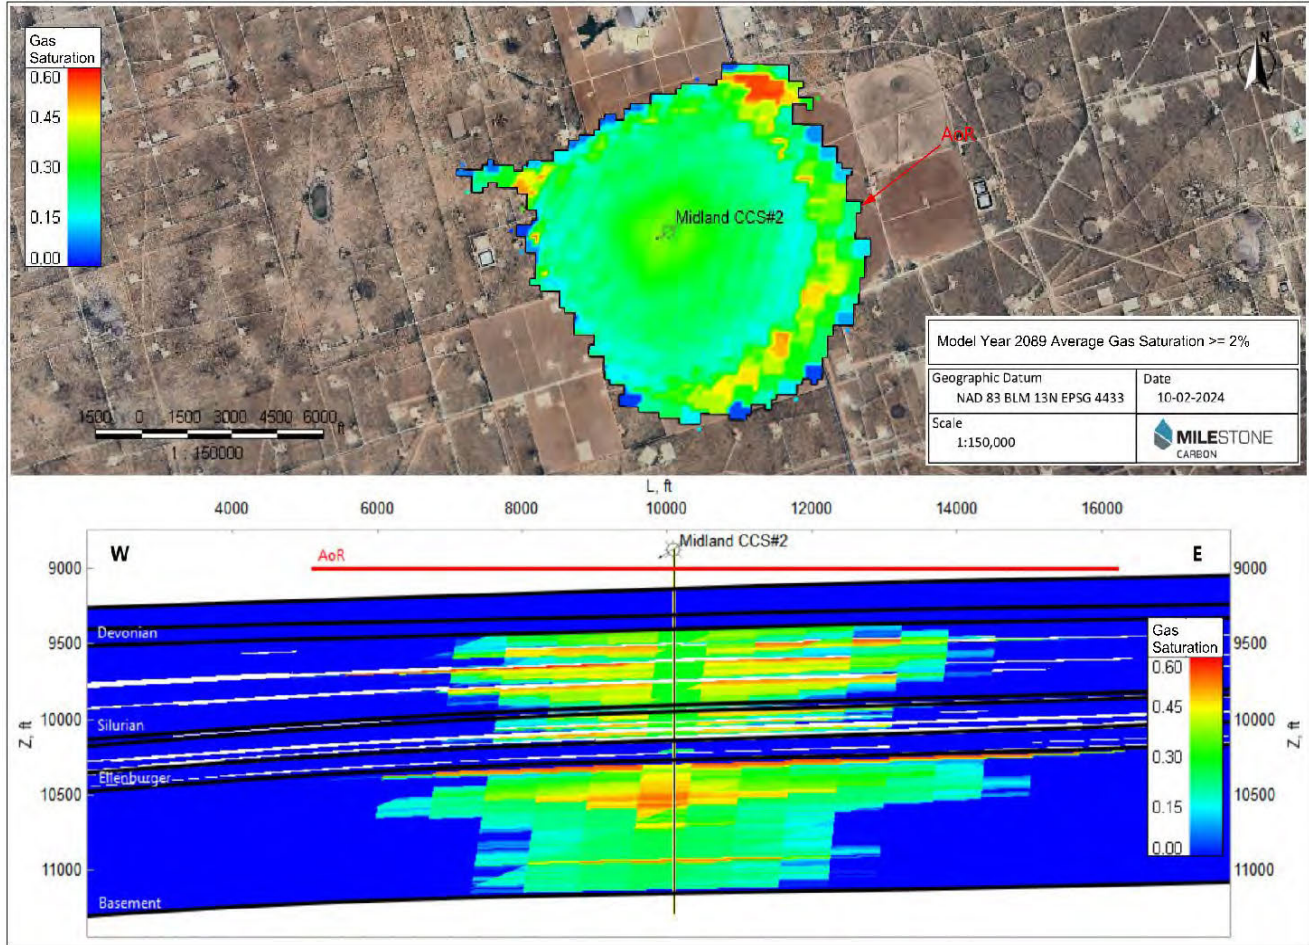 Gas
Saturation
0.60
0.45
0.30
0.15
0.00
N
AoR
Midland CCS#2
1500 0 1500 3000 4500 6000
ft
1 : 150000
Model Year 2089 Average Gas Saturation >= 2%
Geographic Datum
NAD 83 BLM 13N EPSG 4433
Date
10-02-2024
Scale
1:150,000
MILESTONE
CARBON
L, ft
4000 6000 8000 10000 12000 14000 16000
W
AoR
Midland CCS#2
E
9000
9500
10000
10500
11000
Z, ft
Devonian
Silurian
Ellenburger
Basement
Gas
Saturation
0.60
0.45
0.30
0.15
0.00
9000
9500
10000
10500
11000
Z, ft